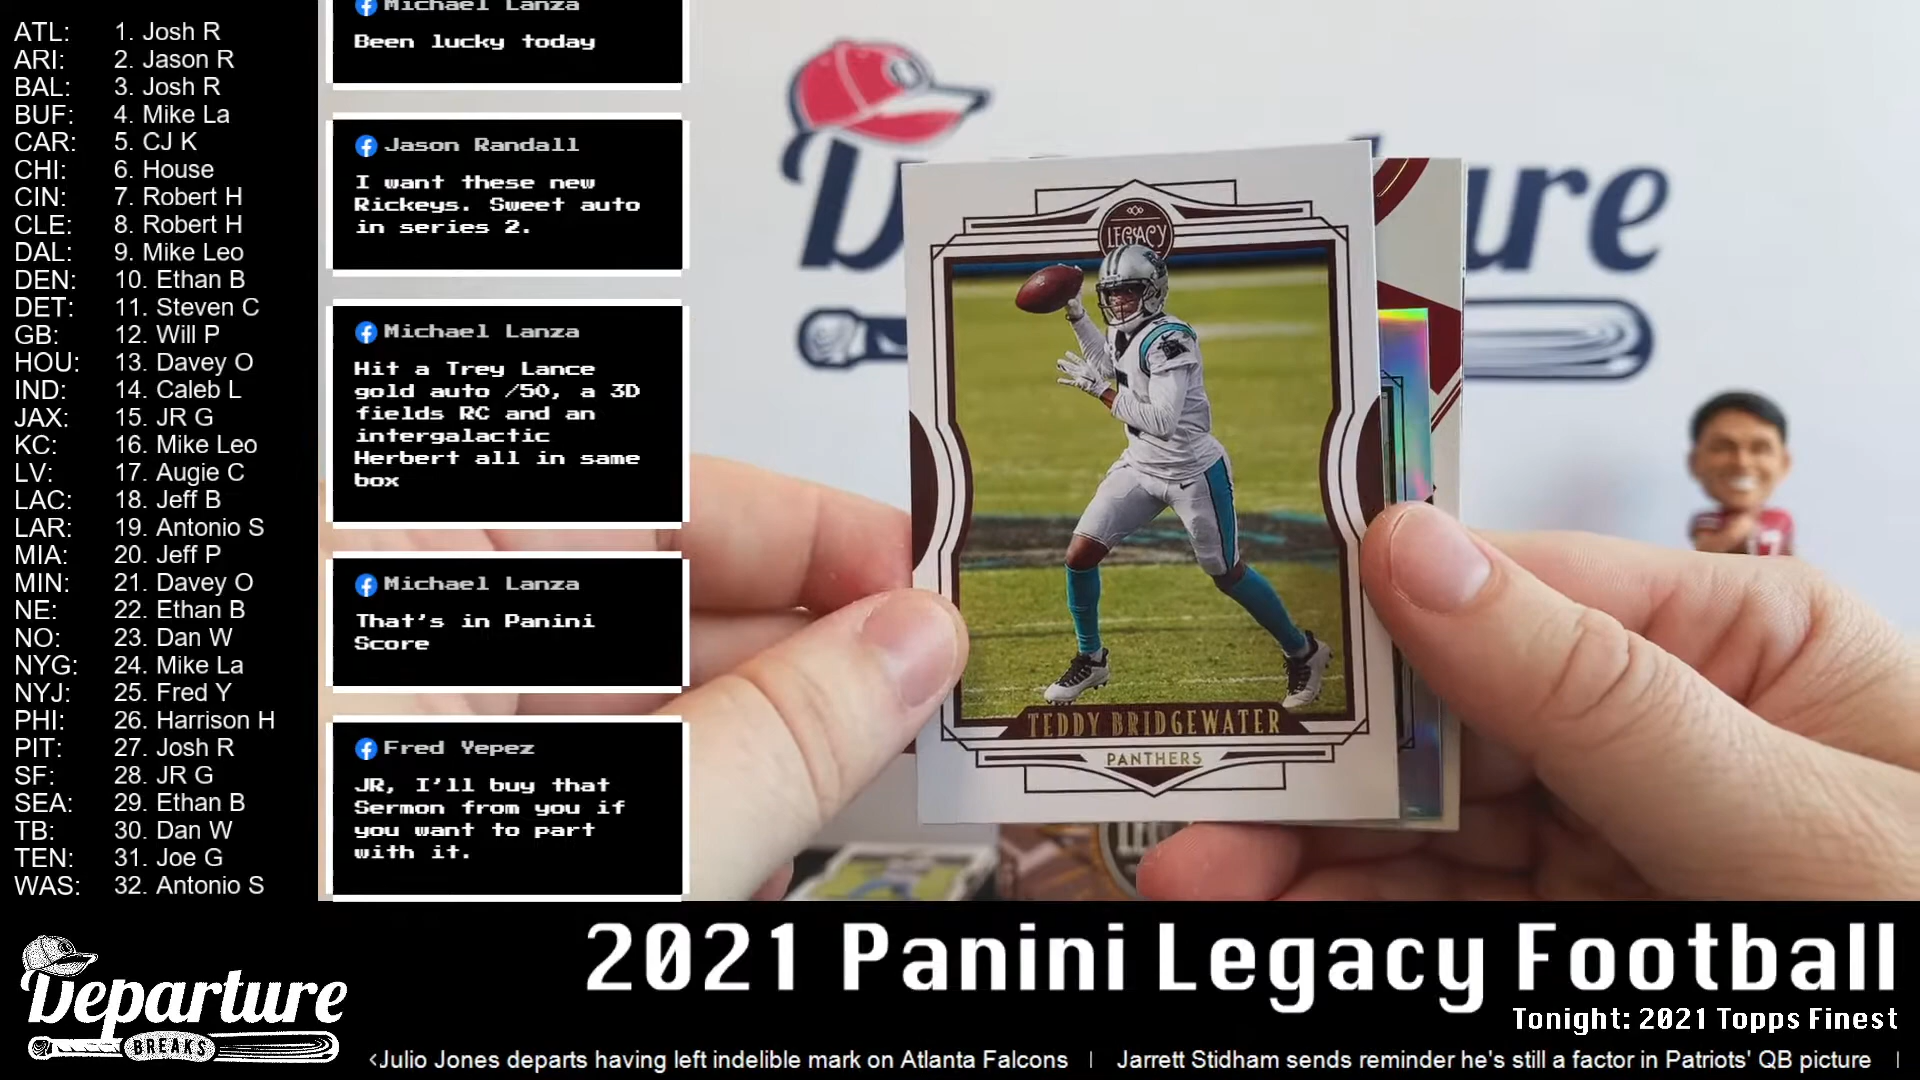 ATL: 1. Josh R
ARI: 2. Jason R
BAL: 3. Josh R
BUF: 4. Mike La
CAR: 5. CJ K
CHI: 6. House
CIN: 7. Robert H
CLE: 8. Robert H
DAL: 9. Mike Leo
DEN: 10. Ethan B
DET: 11. Steven C
GB: 12. Will P
HOU: 13. Davey O
IND: 14. Caleb L
JAX: 15. JR G
KC: 16. Mike Leo
LV: 17. Augie C
LAC: 18. Jeff B
LAR: 19. Antonio S
MIA: 20. Jeff P
MIN: 21. Davey O
NE: 22. Ethan B
NO: 23. Dan W
NYG: 24. Mike La
NYJ: 25. Fred Y
PHI: 26. Harrison H
PIT: 27. Josh R
SF: 28. JR G
SEA: 29. Ethan B
TB: 30. Dan W
TEN: 31. Joe G
WAS: 32. Antonio S
Michael Lanza
Been lucky today
Jason Randall
I want these new
Rickeys. Sweet auto
in series 2.
Michael Lanza
Hit a Trey Lance
gold auto /50, a 3D
fields RC and an
intergalactic
Herbert all in same
box
Michael Lanza
That's in Panini
Score
Fred Yepez
JR, I'll buy that
Sermon from you if
you want to part
with it.
LEGACY
TEDDY BRIDGEWATER
PANTHERS
Departure
BREAKS
2021 Panini Legacy Football
Tonight: 2021 Topps Finest
<Julio Jones departs having left indelible mark on Atlanta Falcons | Jarrett Stidham sends reminder he's still a factor in Patriots' QB picture |